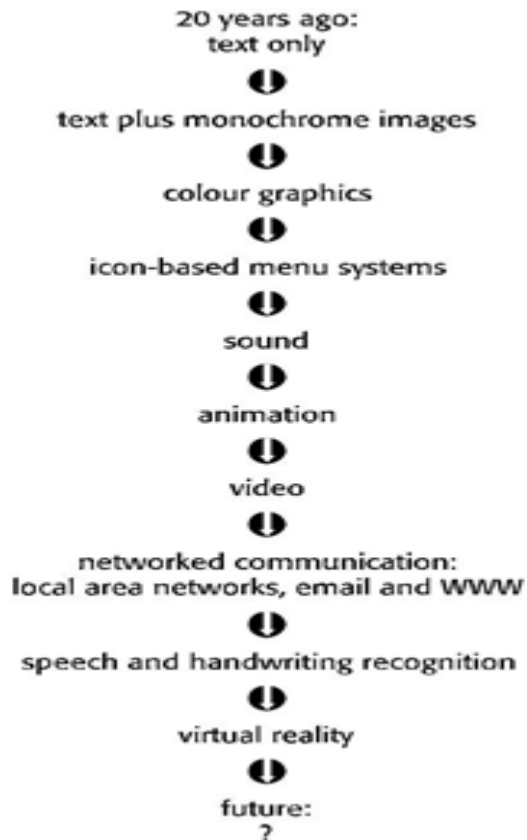 20 years ago:
text only
text plus monochrome images
colour graphics
icon-based menu systems
sound
animation
video
networked communication:
local area networks, email and WWW
speech and handwriting recognition
virtual reality
future:
?